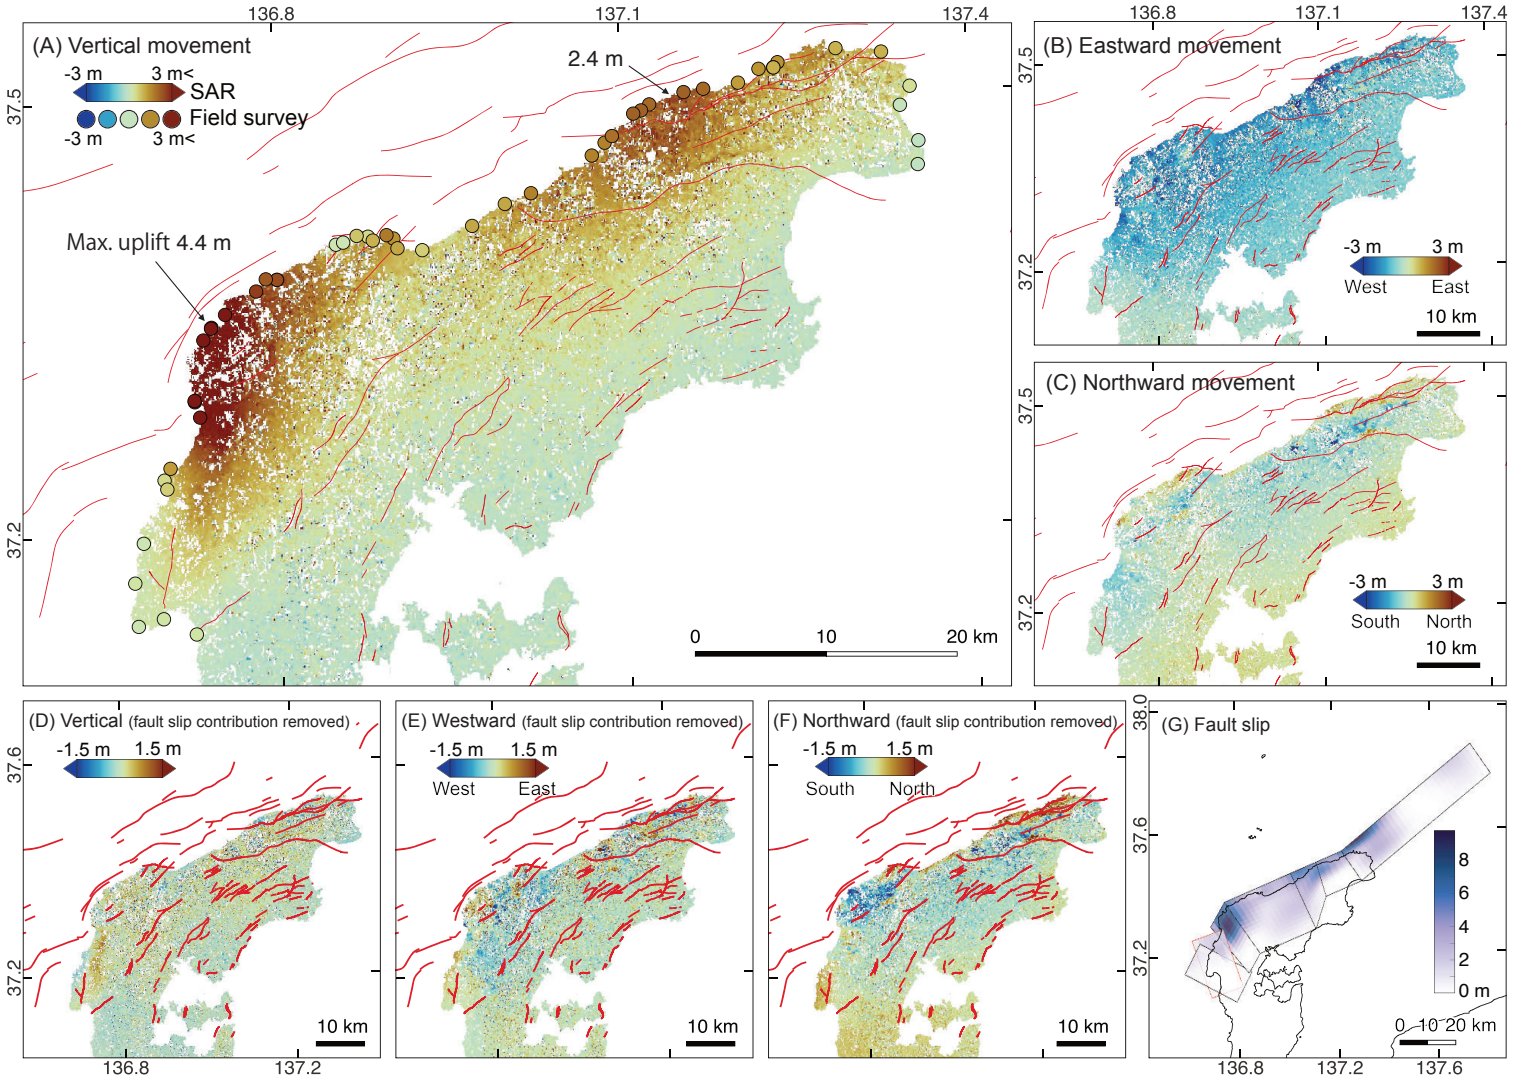 136.8 137.1 137.4
(A) Vertical movement
-3 m 3 m<
SAR
Field survey
-3 m 3 m<
2.4 m
Max. uplift 4.4 m
37.5
37.2
0 10 20 km
136.8 137.1 137.4
(B) Eastward movement
37.5
37.2
-3 m 3 m
West East
10 km
(C) Northward movement
37.5
37.2
-3 m 3 m
South North
10 km
(D) Vertical (fault slip contribution removed)
-1.5 m 1.5 m
37.6
37.2
10 km
136.8 137.2
(E) Westward (fault slip contribution removed)
-1.5 m 1.5 m
West East
10 km
(F) Northward (fault slip contribution removed)
-1.5 m 1.5 m
South North
10 km
(G) Fault slip
38.0
37.6
37.2
8
6
4
2
0 m
0 10 20 km
136.8 137.2 137.6